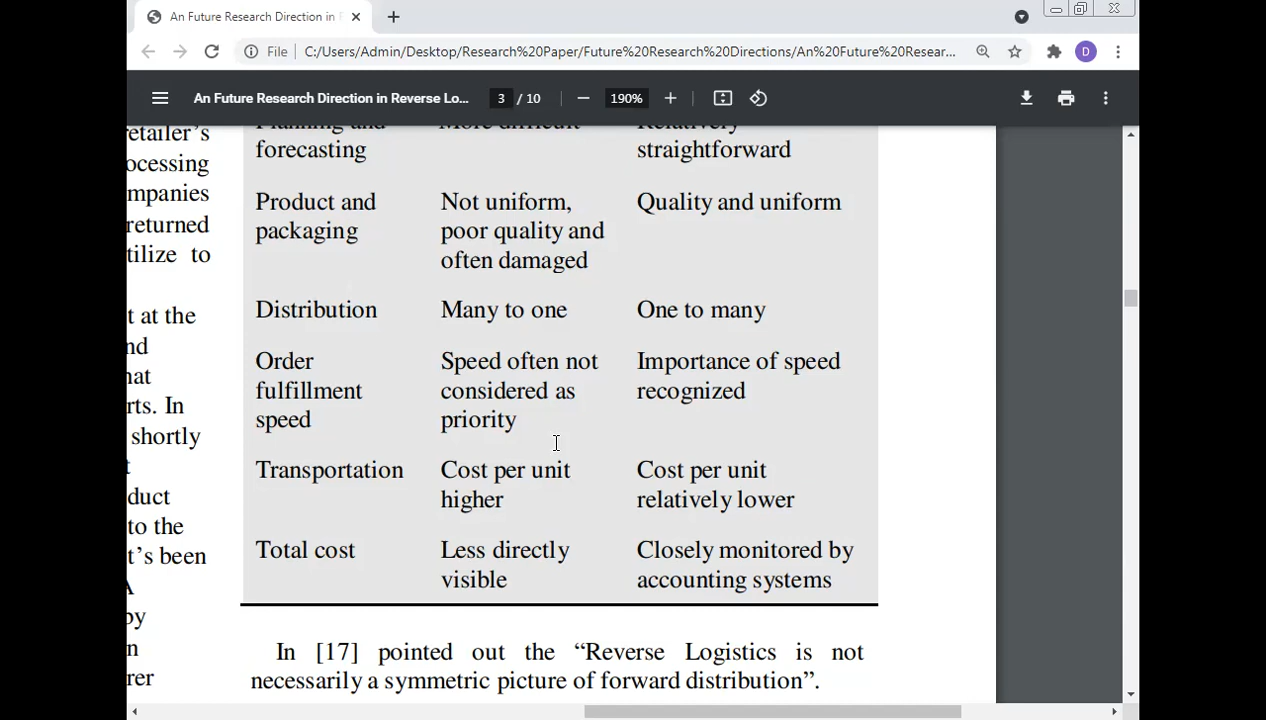 An Future Research Direction in
File C:/Users/Admin/Desktop/Research%20Paper/Future%20Research%20Directions/An%20Future%20Resear... D
An Future Research Direction in Reverse Lo... 3 / 10 190%
retailer's
ocessing
mpanies
returned
tilize to
t at the
nd
hat
rts. In
shortly
t
duct
to the
t's been
A
by
n
rer
Planning and More difficult Relatively
forecasting straightforward
Product and Not uniform, Quality and uniform
packaging poor quality and
often damaged
Distribution Many to one One to many
Order Speed often not Importance of speed
fulfillment considered as recognized
speed priority
Transportation Cost per unit Cost per unit
higher relatively lower
Total cost Less directly Closely monitored by
visible accounting systems
In [17] pointed out the “Reverse Logistics is not
necessarily a symmetric picture of forward distribution”.